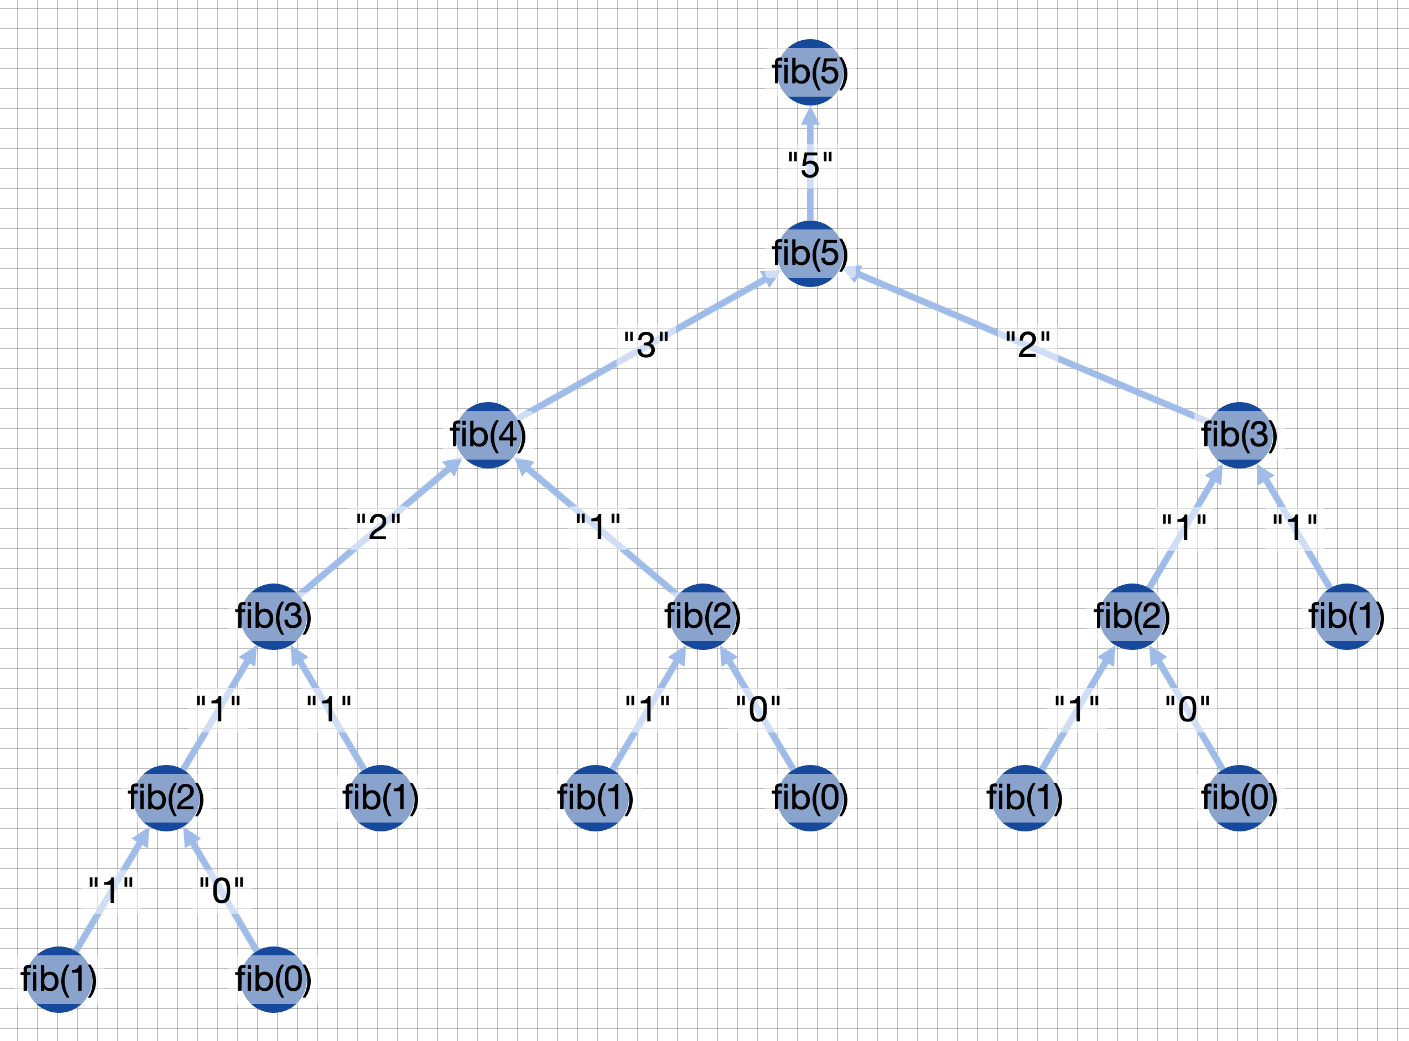 fib(5)
"5"
fib(5)
"3" "2"
fib(4) fib(3)
"2" "1" "1" "1"
fib(3) fib(2) fib(2) fib(1)
"1" "1" "1" "0" "1" "0"
fib(2) fib(1) fib(1) fib(0) fib(1) fib(0)
"1" "0"
fib(1) fib(0)